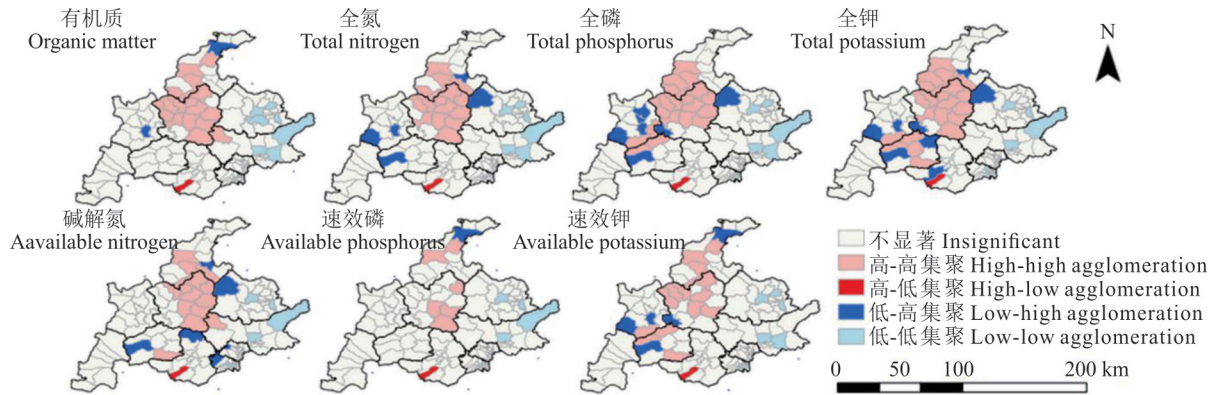 有机质
Organic matter
全氮
Total nitrogen
全磷
Total phosphorus
全钾
Total potassium
N
碱解氮
Aavailable nitrogen
速效磷
Available phosphorus
速效钾
Available potassium
不显著 Insignificant
高-高集聚 High-high agglomeration
高-低集聚 High-low agglomeration
低-高集聚 Low-high agglomeration
低-低集聚 Low-low agglomeration
0 50 100 200 km